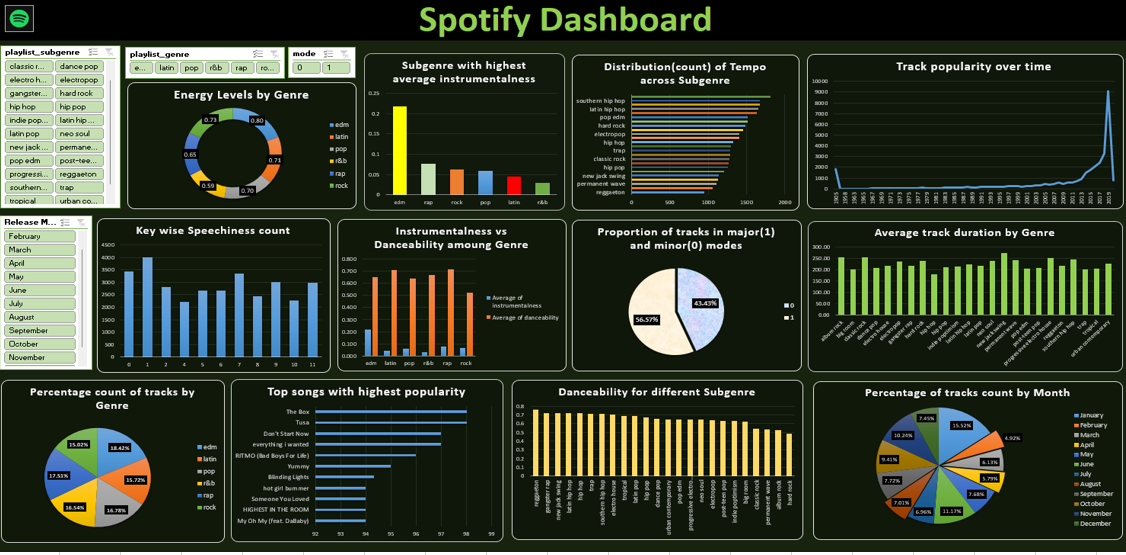 Spotify Dashboard
playlist_subgenre
classic r...
dance pop
electro h...
electropop
gangster...
hard rock
hip hop
hip pop
indie pop...
latin hip ...
latin pop
neo soul
new jack ...
permane...
pop edm
post-tee...
progressi...
reggaeton
southern...
trap
tropical
urban co...
playlist_genre
e...
latin
pop
r&b
rap
ro...
mode
0
1
Energy Levels by Genre
0.80
0.71
0.70
0.59
0.65
0.73
edm
latin
pop
r&b
rap
rock
Subgenre with highest
average instrumentalness
0.25
0.2
0.15
0.1
0.05
0
edm
rap
rock
pop
latin
r&b
Distribution(count) of Tempo
across Subgenre
southern hip hop
latin hip hop
pop edm
hard rock
electropop
hip hop
trap
classic rock
hip pop
new jack swing
permanent wave
reggaeton
0
500
1000
1500
2000
Track popularity over time
10000
9000
8000
7000
6000
5000
4000
3000
2000
1000
0
Release M...
February
March
April
May
June
July
August
September
October
November
Key wise Speechiness count
4500
4000
3500
3000
2500
2000
1500
1000
500
0
0
1
2
3
4
5
6
7
8
9
10
11
Instrumentalness vs
Danceability amoung Genre
0.800
0.700
0.600
0.500
0.400
0.300
0.200
0.100
0.000
edm
latin
pop
r&b
rap
rock
Average of
instrumentalness
Average of danceability
Proportion of tracks in major(1)
and minor(0) modes
43.43%
56.57%
0
1
Average track duration by Genre
300.00
250.00
200.00
150.00
100.00
50.00
0.00
album rock
big room
classic rock
dance pop
electro house
electropop
gangster rap
hard rock
hip hop
hip pop
indie poptimism
latin hip hop
latin pop
neo soul
new jack swing
permanent wave
pop edm
post-teen pop
progressive electro house
reggaeton
southern hip hop
trap
tropical
urban contemporary
Percentage count of tracks by
Genre
18.42%
15.72%
16.78%
16.54%
17.51%
15.02%
edm
latin
pop
r&b
rap
rock
Top songs with highest popularity
The Box
Tusa
Don't Start Now
everything i wanted
RITMO (Bad Boys For Life)
Yummy
Blinding Lights
hot girl bummer
Someone You Loved
HIGHEST IN THE ROOM
My Oh My (feat. DaBaby)
92
93
94
95
96
97
98
99
Danceability for different Subgenre
0.8
0.7
0.6
0.5
0.4
0.3
0.2
0.1
0
reggaeton
gangster rap
new jack swing
latin hip hop
hip hop
trap
southern hip hop
electro house
tropical
latin pop
hip pop
dance pop
urban contemporary
pop edm
progressive electro...
neo soul
electropop
post-teen pop
indie poptimism
big room
classic rock
permanent wave
album rock
hard rock
Percentage of tracks count by Month
15.52%
4.92%
6.13%
5.79%
7.68%
11.17%
6.96%
7.01%
7.72%
9.41%
10.24%
7.45%
January
February
March
April
May
June
July
August
September
October
November
December